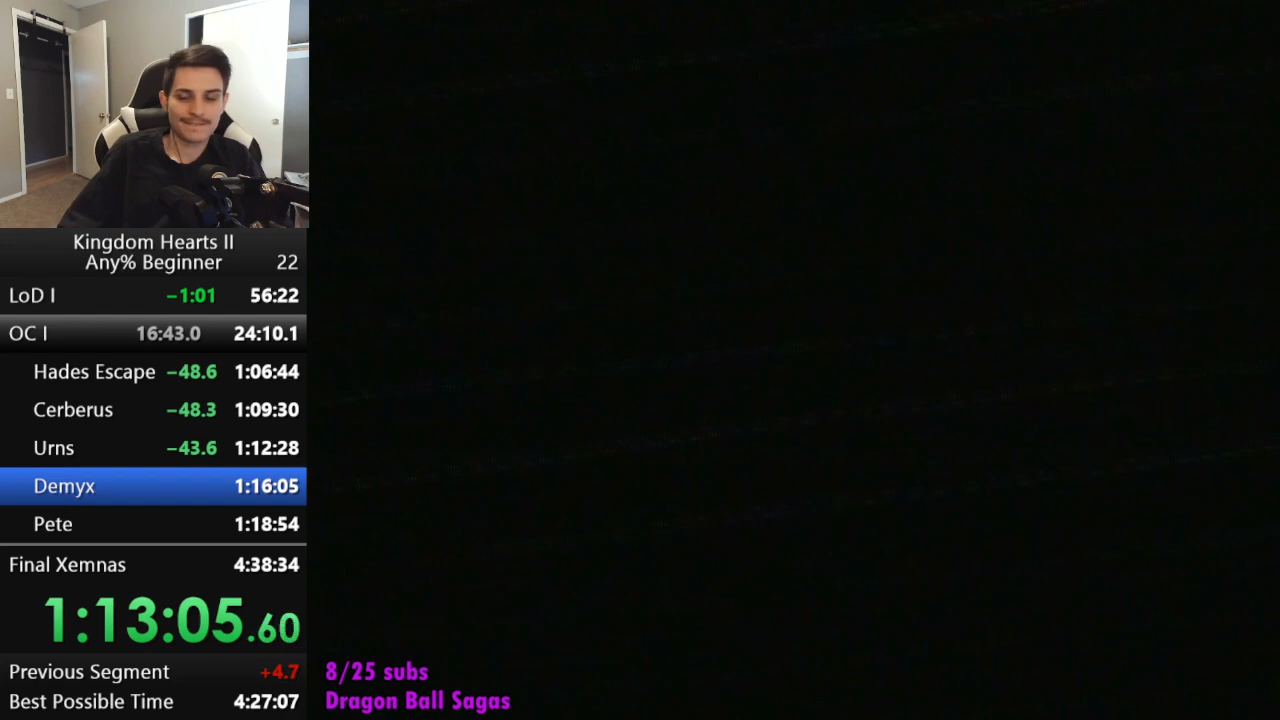 Kingdom Hearts II
Any% Beginner 22
LoD I −1:01 56:22
OC I 16:43.0 24:10.1
Hades Escape −48.6 1:06:44
Cerberus −48.3 1:09:30
Urns −43.6 1:12:28
Demyx 1:16:05
Pete 1:18:54
Final Xemnas 4:38:34
1:13:05.60
Previous Segment +4.7
Best Possible Time 4:27:07
8/25 subs
Dragon Ball Sagas